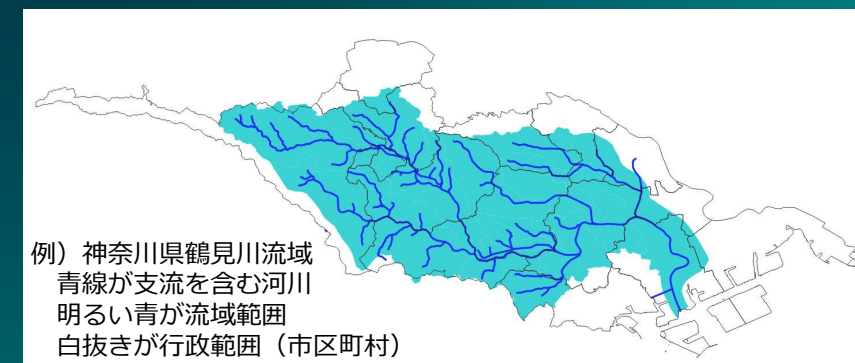 例）神奈川県鶴見川流域
青線が支流を含む河川
明るい青が流域範囲
白抜きが行政範囲（市区町村）